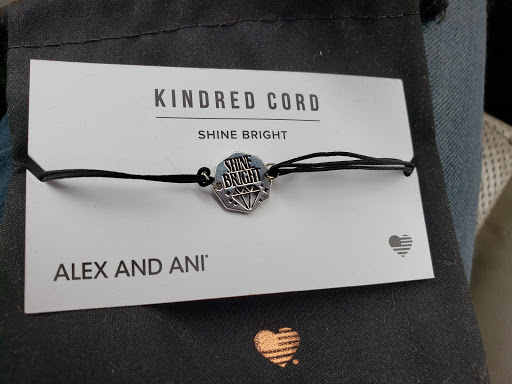 KINDRED CORD
SHINE BRIGHT
SHINE
BRIGHT
ALEX AND ANI®